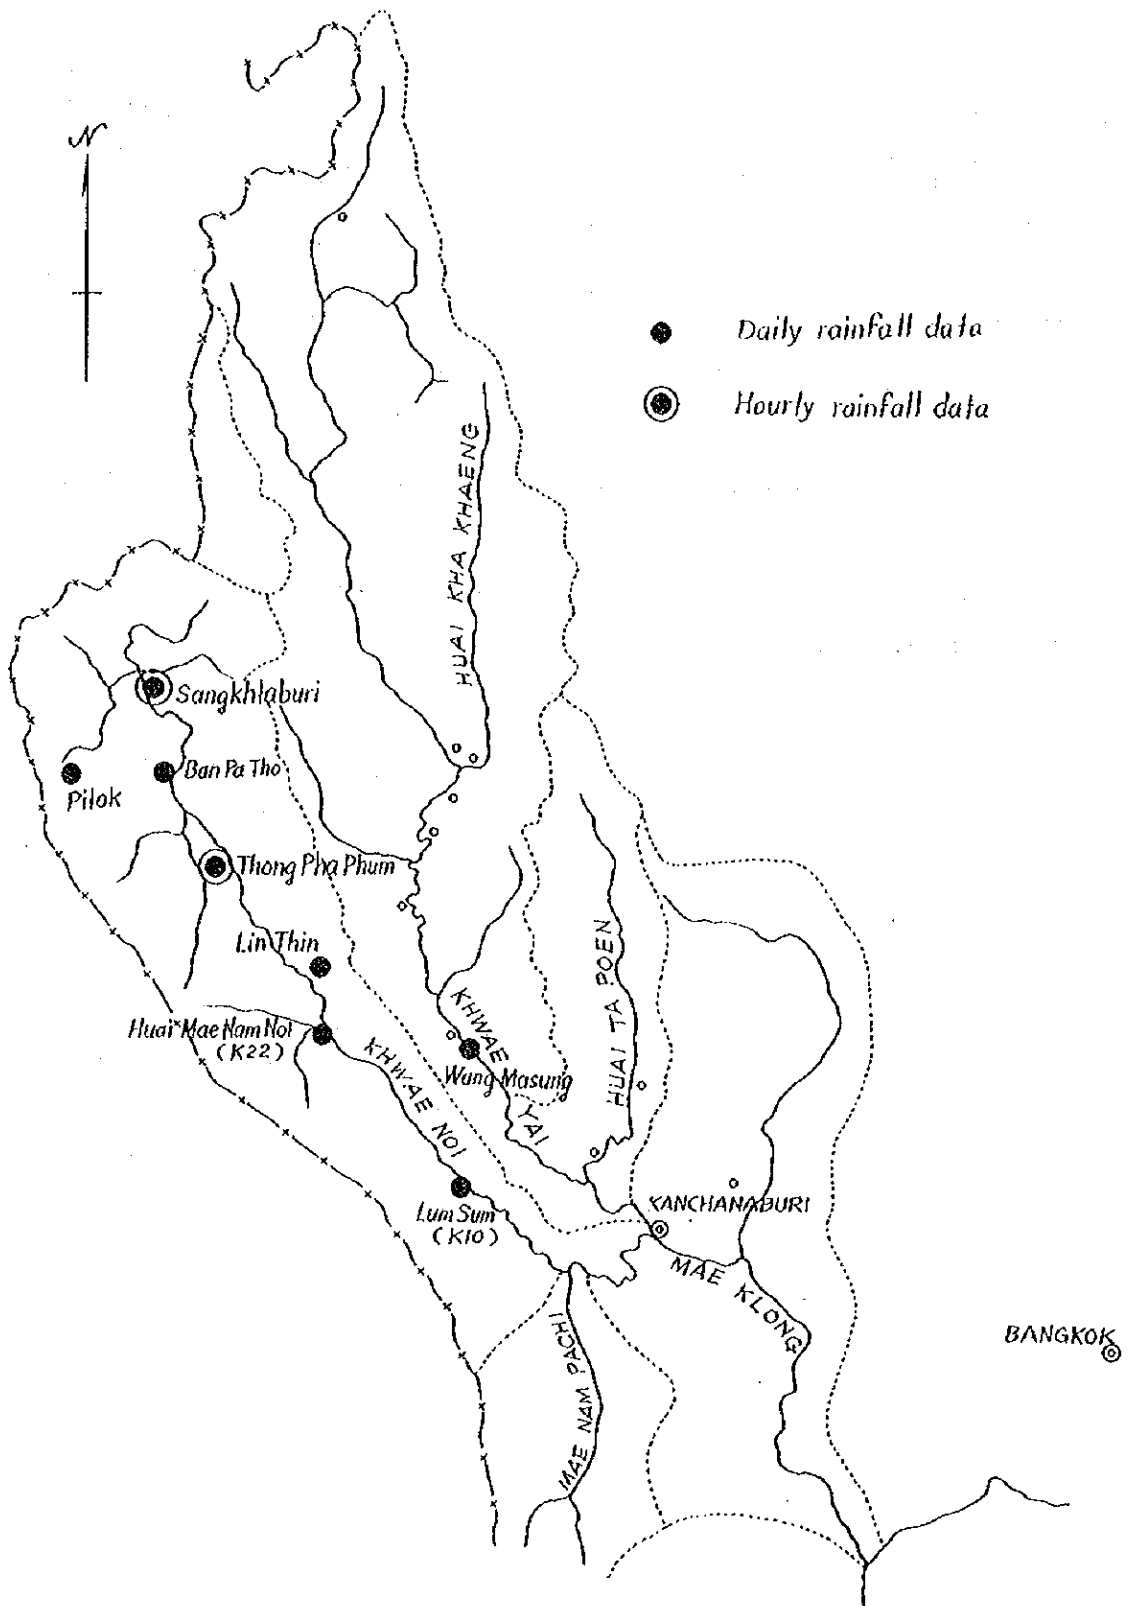 N
Daily rainfall data
Hourly rainfall data
HUAI KHA KHAENG
Sangkhlaburi
Ban Pa Tho
Pilok
Thong Pha Phum
Lin Thin
HUAI TA POEN
Huai Mae Nam Noi
(K22)
KHWAE NOI
KHWAE YAI
Wang Masung
Lum Sum
(K10)
KANCHANABURI
MAE KLONG
MAE NAM PACHI
BANGKOK